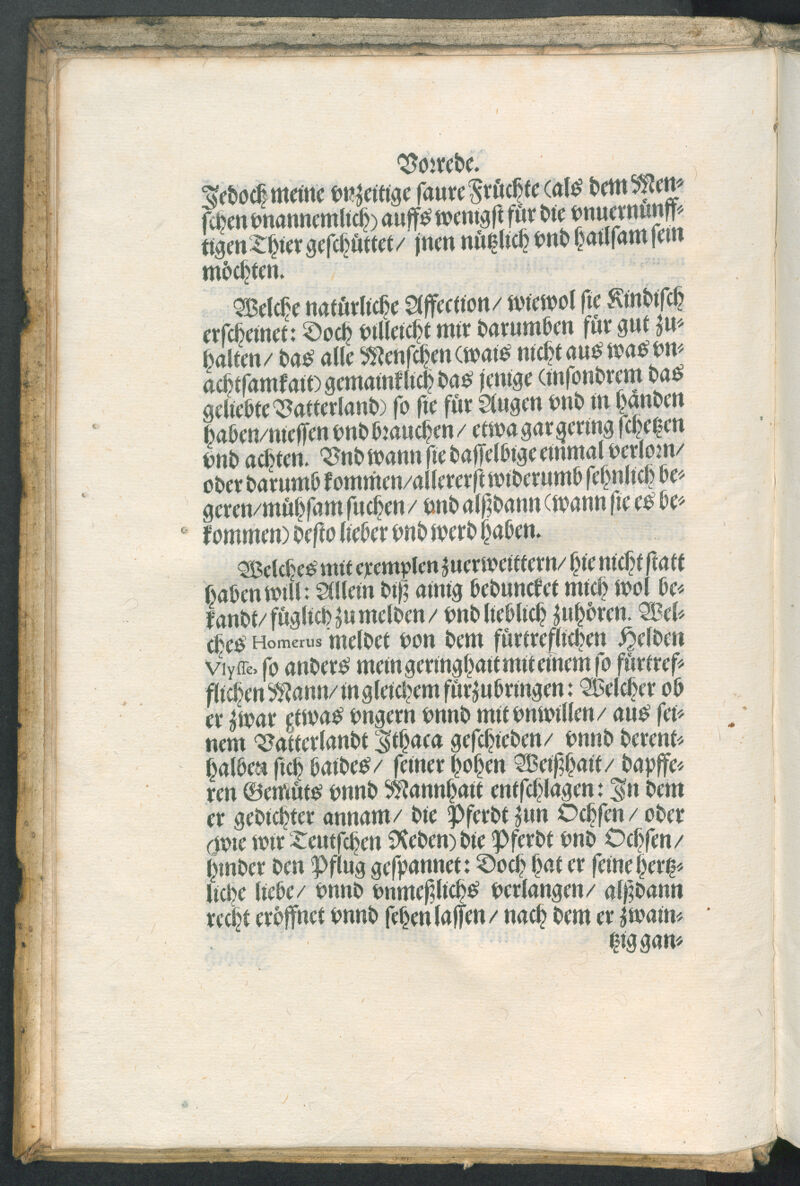 Vorrede.
Jedoch meine vnzeitige saure Früchte (als dem Men⸗
schen vnannemlich) auffs wenigst für die vnuernünff⸗
tigen Thier geschüttet/ jnen nützlich vnd hailsam sein
möchten.
Welche natürliche Affection/ wiewol sie Kindisch
erscheinet: Doch villeicht mir darumben für gut zu⸗
halten/ das alle Menschen (wais nicht aus was vn⸗
achtsamkait) gemainklich das jenige (insondrem das
geliebte Vatterland) so sie für Augen vnd in händen
haben/niessen vnd brauchen/ etwa gar gering schetzen
vnd achten. Vnd wann sie dasselbige einmal verlorn/
oder darumb kommen/allererst widerumb sehnlich be⸗
geren/mühsam suchen/ vnd alßdann (wann sie es be⸗
kommen) desto lieber vnd werd haben.
Welches mit exemplen zuerweittern/ hie nicht statt
haben will: Allein diß ainig beduncket mich wol be⸗
kandt/ füglich zu melden/ vnd lieblich zuhören. Wel⸗
ches Homerus meldet von dem fürtreflichen Helden
Vlysse, so anders mein geringhait mit einem so fürtref⸗
flichen Mann/ in gleichem fürzubringen: Welcher ob
er zwar etwas vngern vnnd mit vnwillen/ aus sei⸗
nem Vatterlandt Ithaca geschieden/ vnnd derent⸗
halben sich baides/ seiner hohen Weißhait/ dapffe⸗
ren Gemüts vnnd Mannhait entschlagen: In dem
er gedichter annam/ die Pferdt zun Ochsen/ oder
(wie wir Teutschen Reden) die Pferdt vnd Ochsen/
hinder den Pflug gespannet: Doch hat er seine hertz⸗
liche liebe/ vnnd vnmeßlichs verlangen/ alßdann
recht eröffnet vnnd sehen lassen/ nach dem er zwain⸗
tzig gan⸗